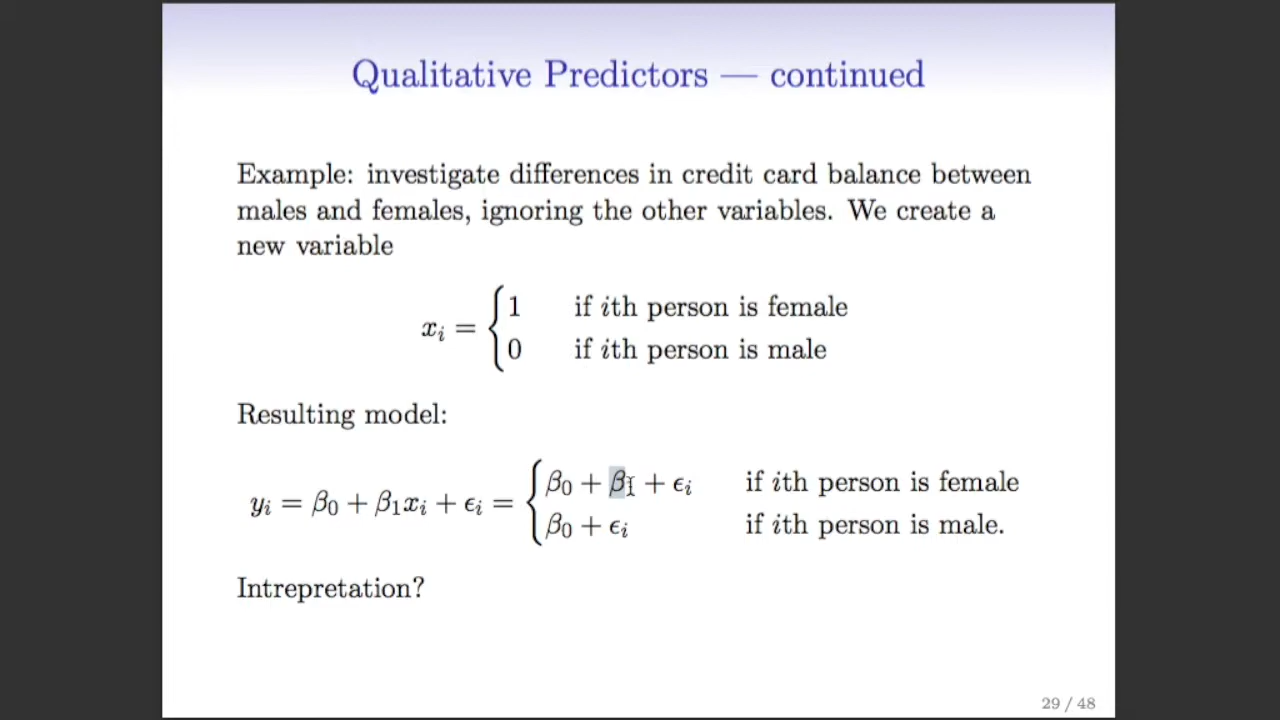 Qualitative Predictors — continued
Example: investigate differences in credit card balance between
males and females, ignoring the other variables. We create a
new variable
xᵢ = { 1 if ith person is female
0 if ith person is male
Resulting model:
yᵢ = β₀ + β₁xᵢ + ϵᵢ = { β₀ + β₁ + ϵᵢ if ith person is female
β₀ + ϵᵢ if ith person is male.
Intrepretation?
29 / 48